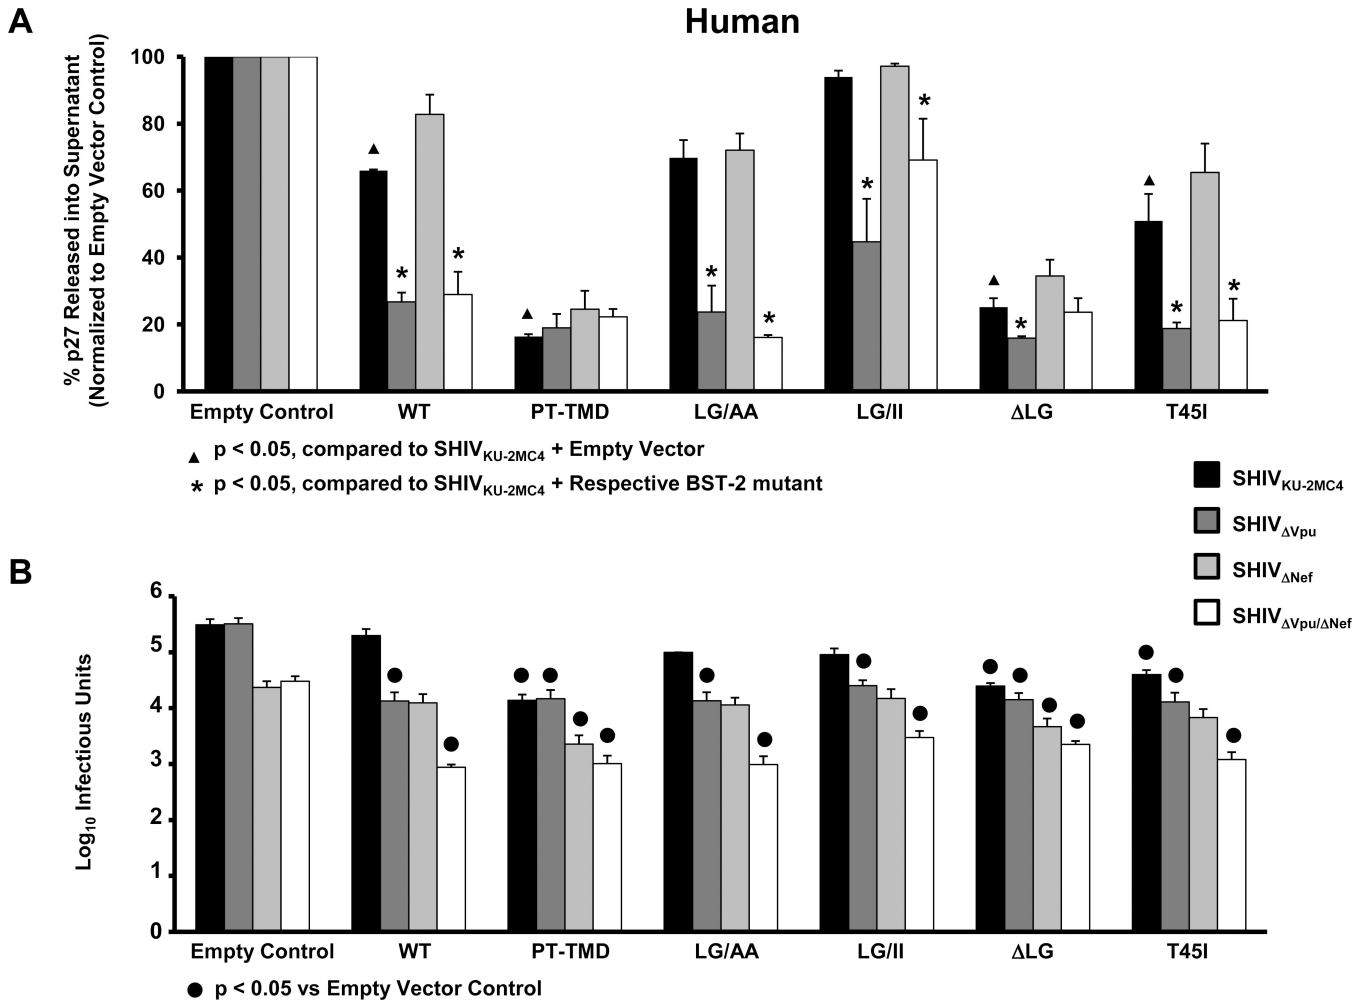 A
Human
% p27 Released into Supernatant
(Normalized to Empty Vector Control)
100
80
60
40
20
0
▲
*
*
▲
*
*
*
*
▲
*
▲
*
*
Empty Control WT PT-TMD LG/AA LG/II ΔLG T45I
▲ p < 0.05, compared to SHIVKU-2MC4 + Empty Vector
* p < 0.05, compared to SHIVKU-2MC4 + Respective BST-2 mutant
SHIVKU-2MC4
SHIVΔVpu
SHIVΔNef
SHIVΔVpu/ΔNef
B
Log10 Infectious Units
6
5
4
3
2
1
0
Empty Control WT PT-TMD LG/AA LG/II ΔLG T45I
● p < 0.05 vs Empty Vector Control